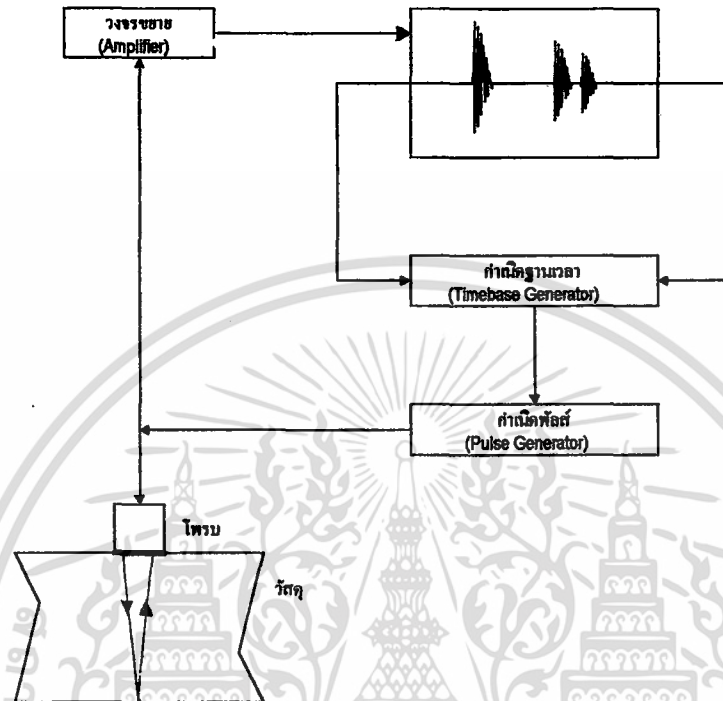 วงจรขยาย
(Amplifier)
กำเนิดฐานเวลา
(Timebase Generator)
กำเนิดพัลส์
(Pulse Generator)
โพรบ
วัสดุ